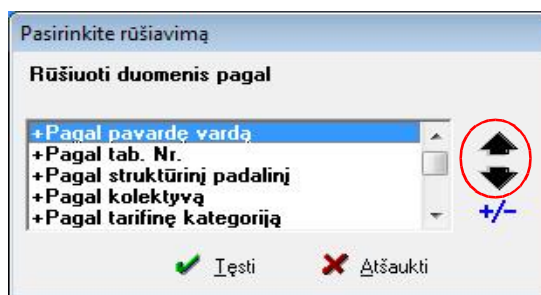 Pasirinkite rūšiavimą
Rūšiuoti duomenis pagal
+Pagal pavardę vardą
+Pagal tab. Nr.
+Pagal struktūrinį padalinį
+Pagal kolektyvą
+Pagal tarifinę kategoriją
+/-
Tęsti
Atšaukti